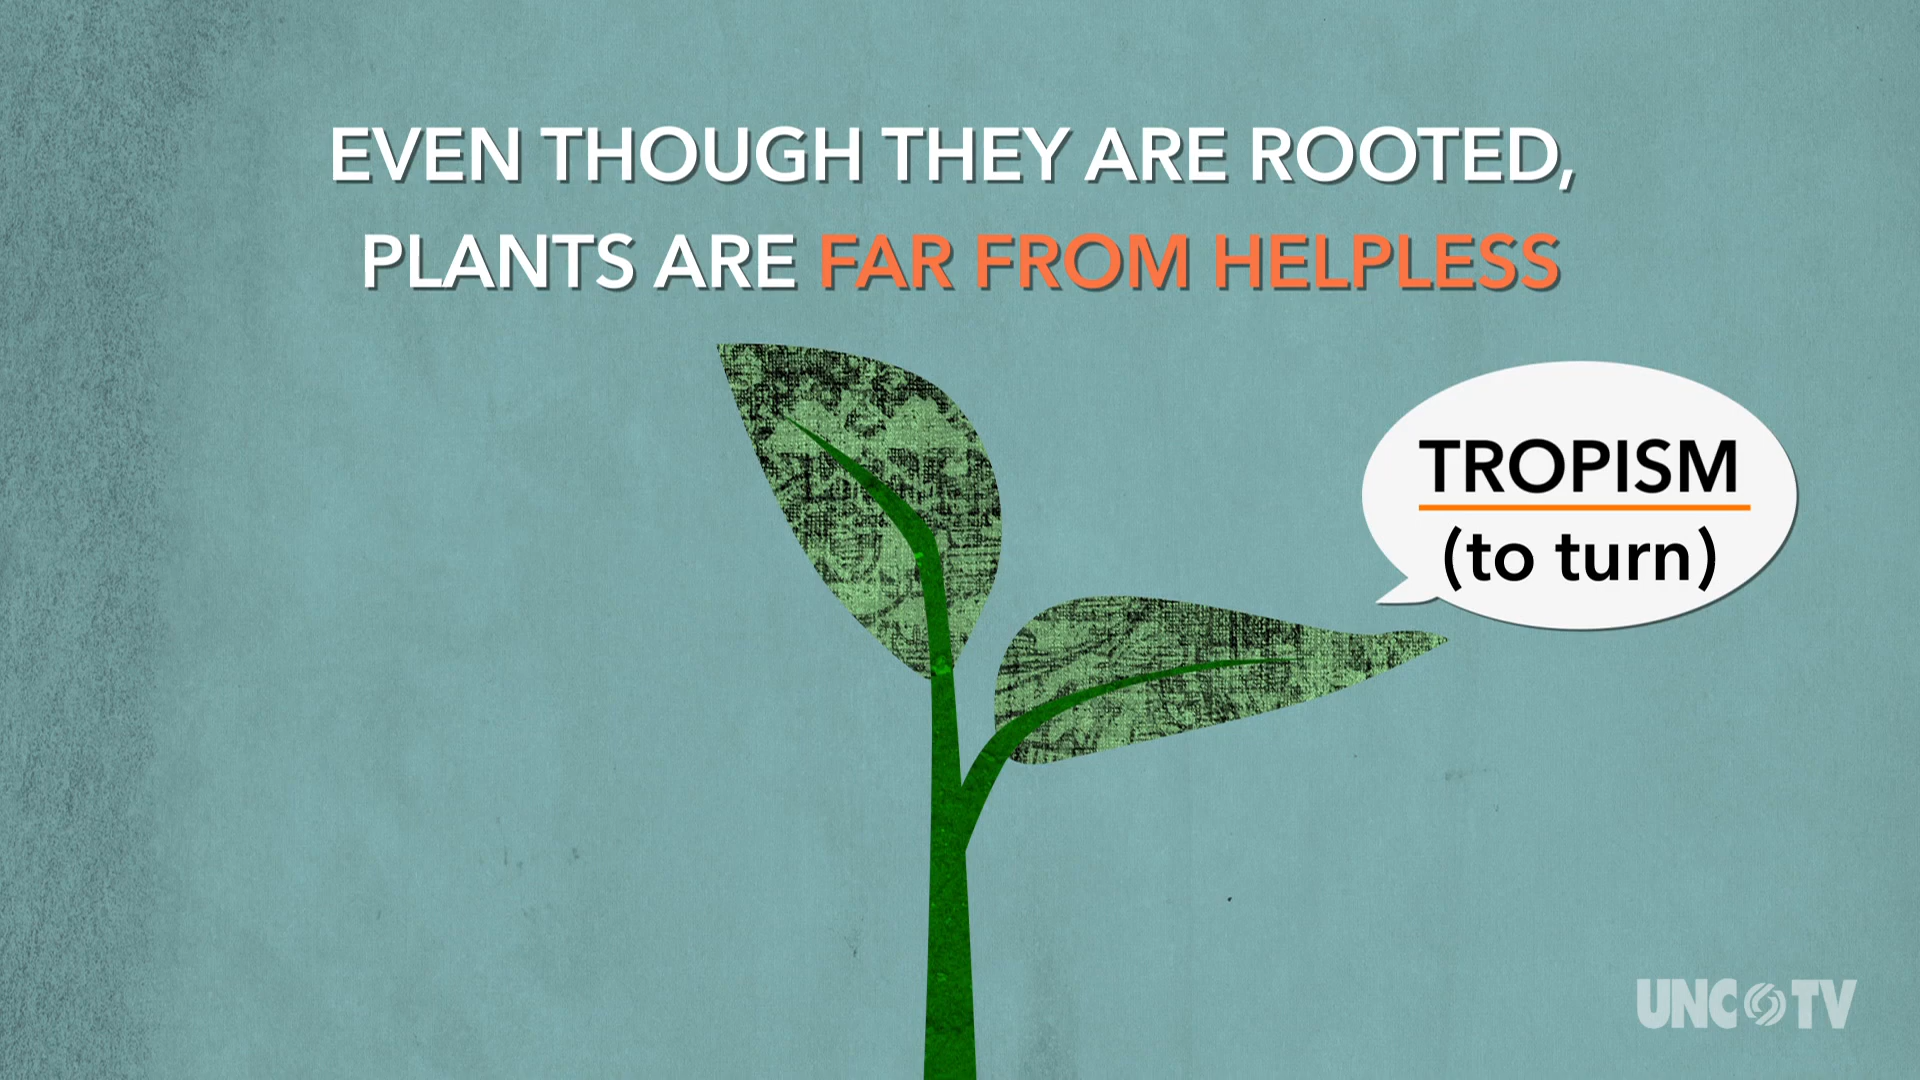 EVEN THOUGH THEY ARE ROOTED,
PLANTS ARE FAR FROM HELPLESS
TROPISM
(to turn)
UNC TV